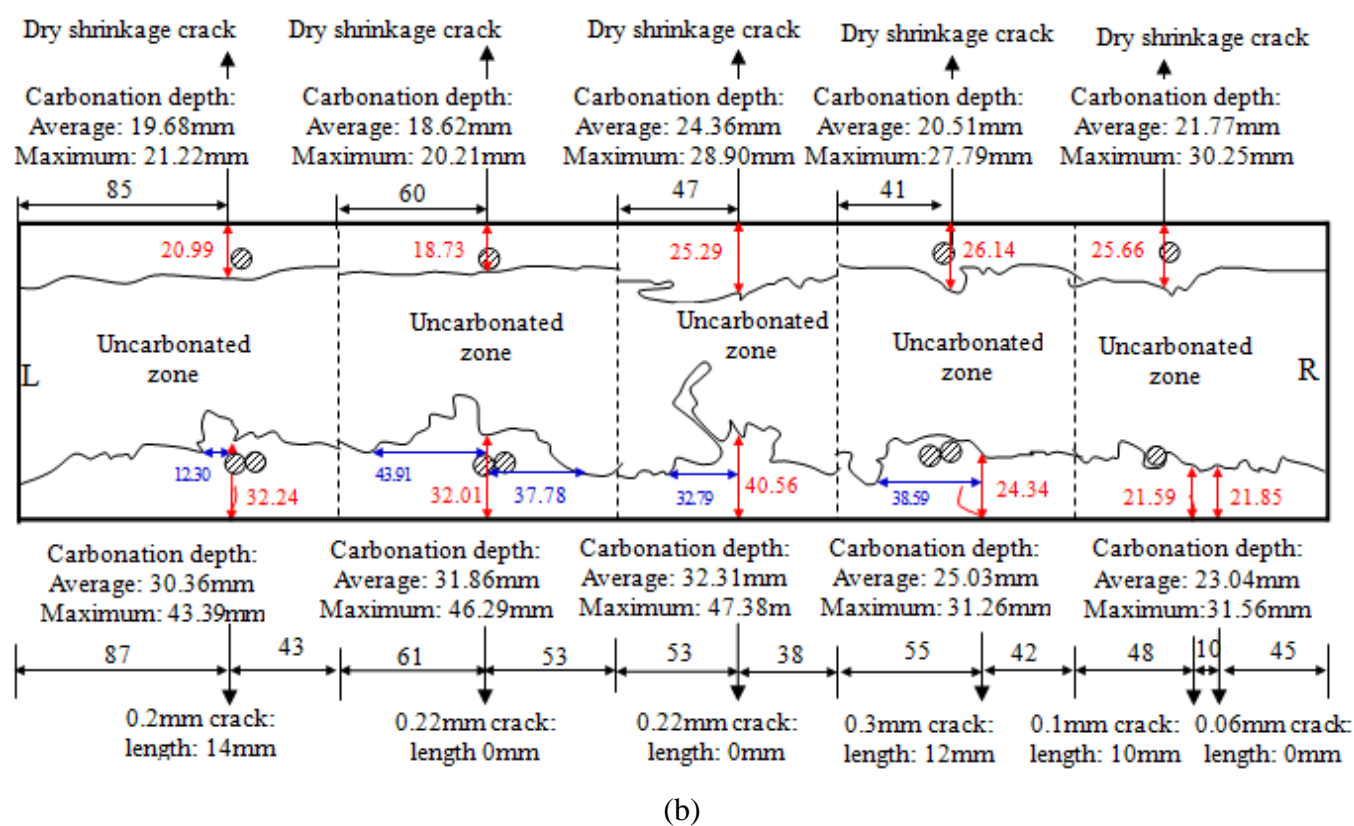 Dry shrinkage crack
Dry shrinkage crack
Dry shrinkage crack
Dry shrinkage crack
Dry shrinkage crack
Carbonation depth:
Average: 19.68mm
Maximum: 21.22mm
Carbonation depth:
Average: 18.62mm
Maximum: 20.21mm
Carbonation depth:
Average: 24.36mm
Maximum: 28.90mm
Carbonation depth:
Average: 20.51mm
Maximum:27.79mm
Carbonation depth:
Average: 21.77mm
Maximum: 30.25mm
85
60
47
41
20.99
18.73
25.29
26.14
25.66
Uncarbonated
zone
Uncarbonated
zone
Uncarbonated
zone
Uncarbonated
zone
Uncarbonated
zone
L
R
12.30
32.24
43.91
32.01
37.78
32.79
40.56
38.59
24.34
21.59
21.85
Carbonation depth:
Average: 30.36mm
Maximum: 43.39mm
Carbonation depth:
Average: 31.86mm
Maximum: 46.29mm
Carbonation depth:
Average: 32.31mm
Maximum: 47.38m
Carbonation depth:
Average: 25.03mm
Maximum: 31.26mm
Carbonation depth:
Average: 23.04mm
Maximum:31.56mm
87
43
61
53
53
38
55
42
48
10
45
0.2mm crack:
length: 14mm
0.22mm crack:
length 0mm
0.22mm crack:
length: 0mm
0.3mm crack:
length: 12mm
0.1mm crack:
length: 10mm
0.06mm crack:
length: 0mm
(b)